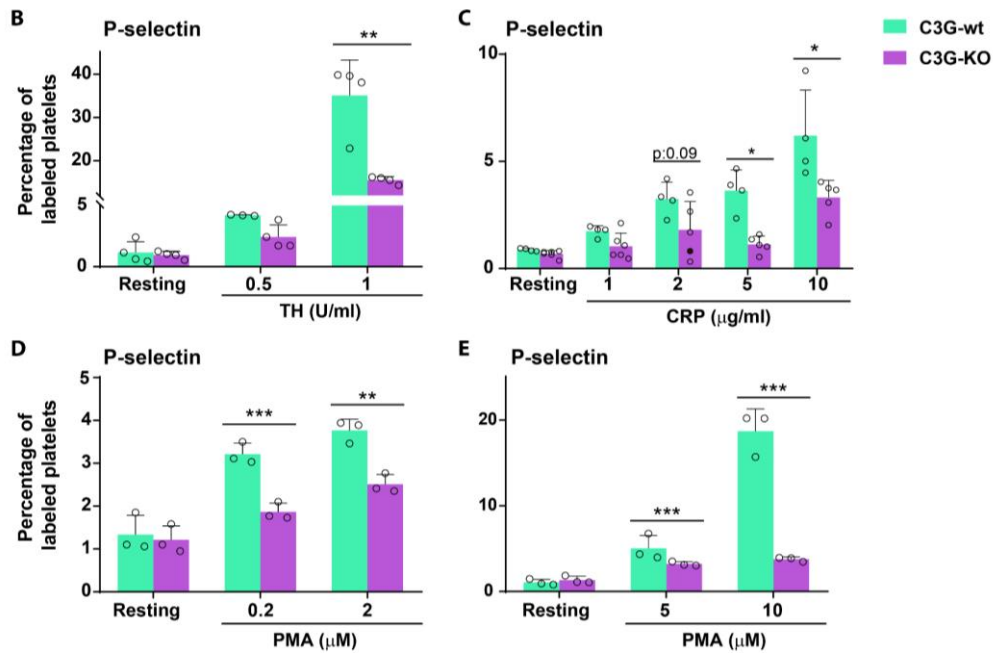 B
P-selectin
Percentage of
labeled platelets
40
30
20
5
0
**
Resting
0.5
1
TH (U/ml)
C
P-selectin
10
5
0
p:0.09
*
*
Resting
1
2
5
10
CRP (μg/ml)
C3G-wt
C3G-KO
D
P-selectin
Percentage of
labeled platelets
5
4
3
2
1
0
***
**
Resting
0.2
2
PMA (μM)
E
P-selectin
20
10
0
***
***
Resting
5
10
PMA (μM)